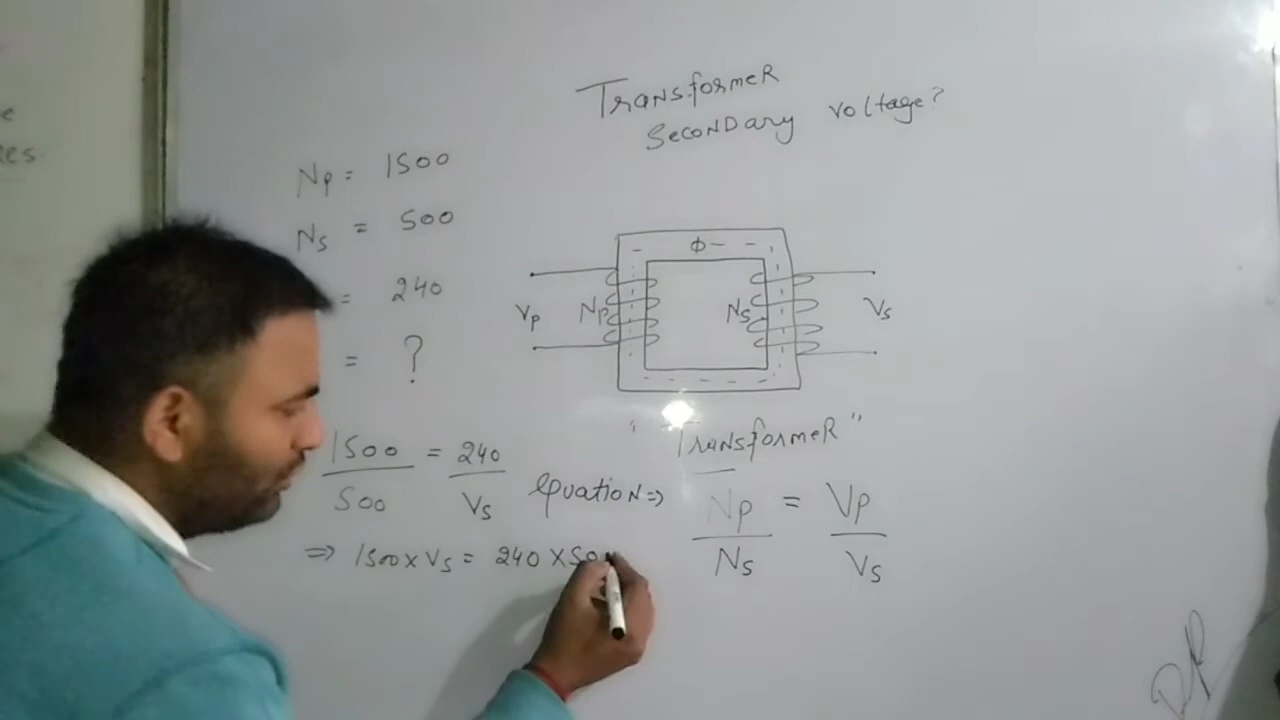 TRANSFORMER
SECONDARY voltage?
Np = 1500
Ns = 500
= 240
= ?
Φ
Vp
Np
Ns
Vs
"TRANSFORMER"
1500 / 500 = 240 / Vs
equation ⇒ Np / Ns = Vp / Vs
⇒ 1500 x Vs = 240 x 50